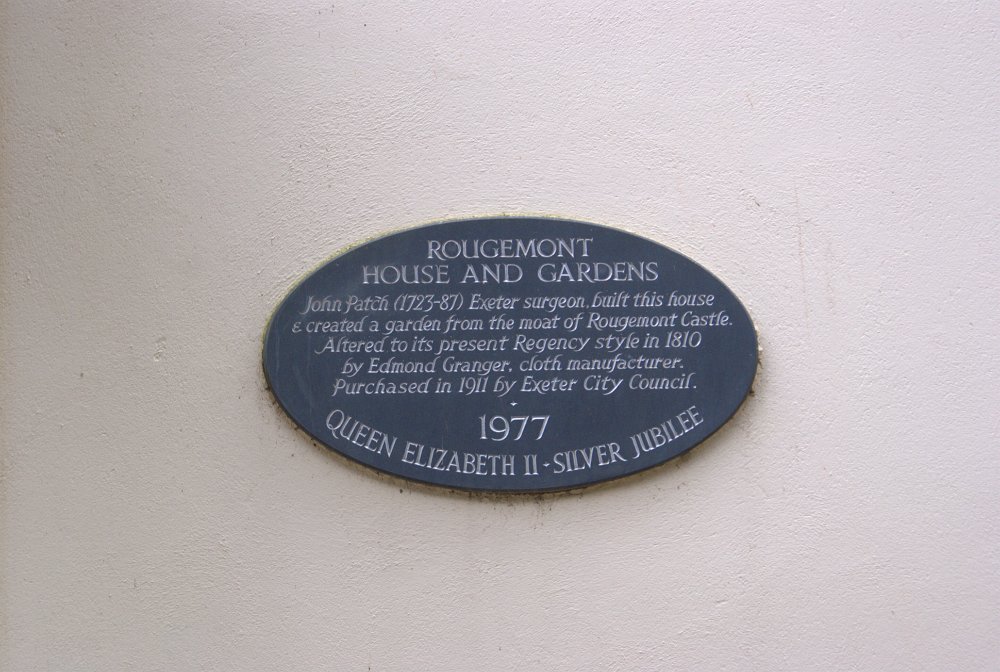 ROUGEMONT
HOUSE AND GARDENS
John Patch (1723-87) Exeter surgeon, built this house
& created a garden from the moat of Rougemont Castle.
Altered to its present Regency style in 1810
by Edmond Granger, cloth manufacturer.
Purchased in 1911 by Exeter City Council.
1977
QUEEN ELIZABETH II · SILVER JUBILEE